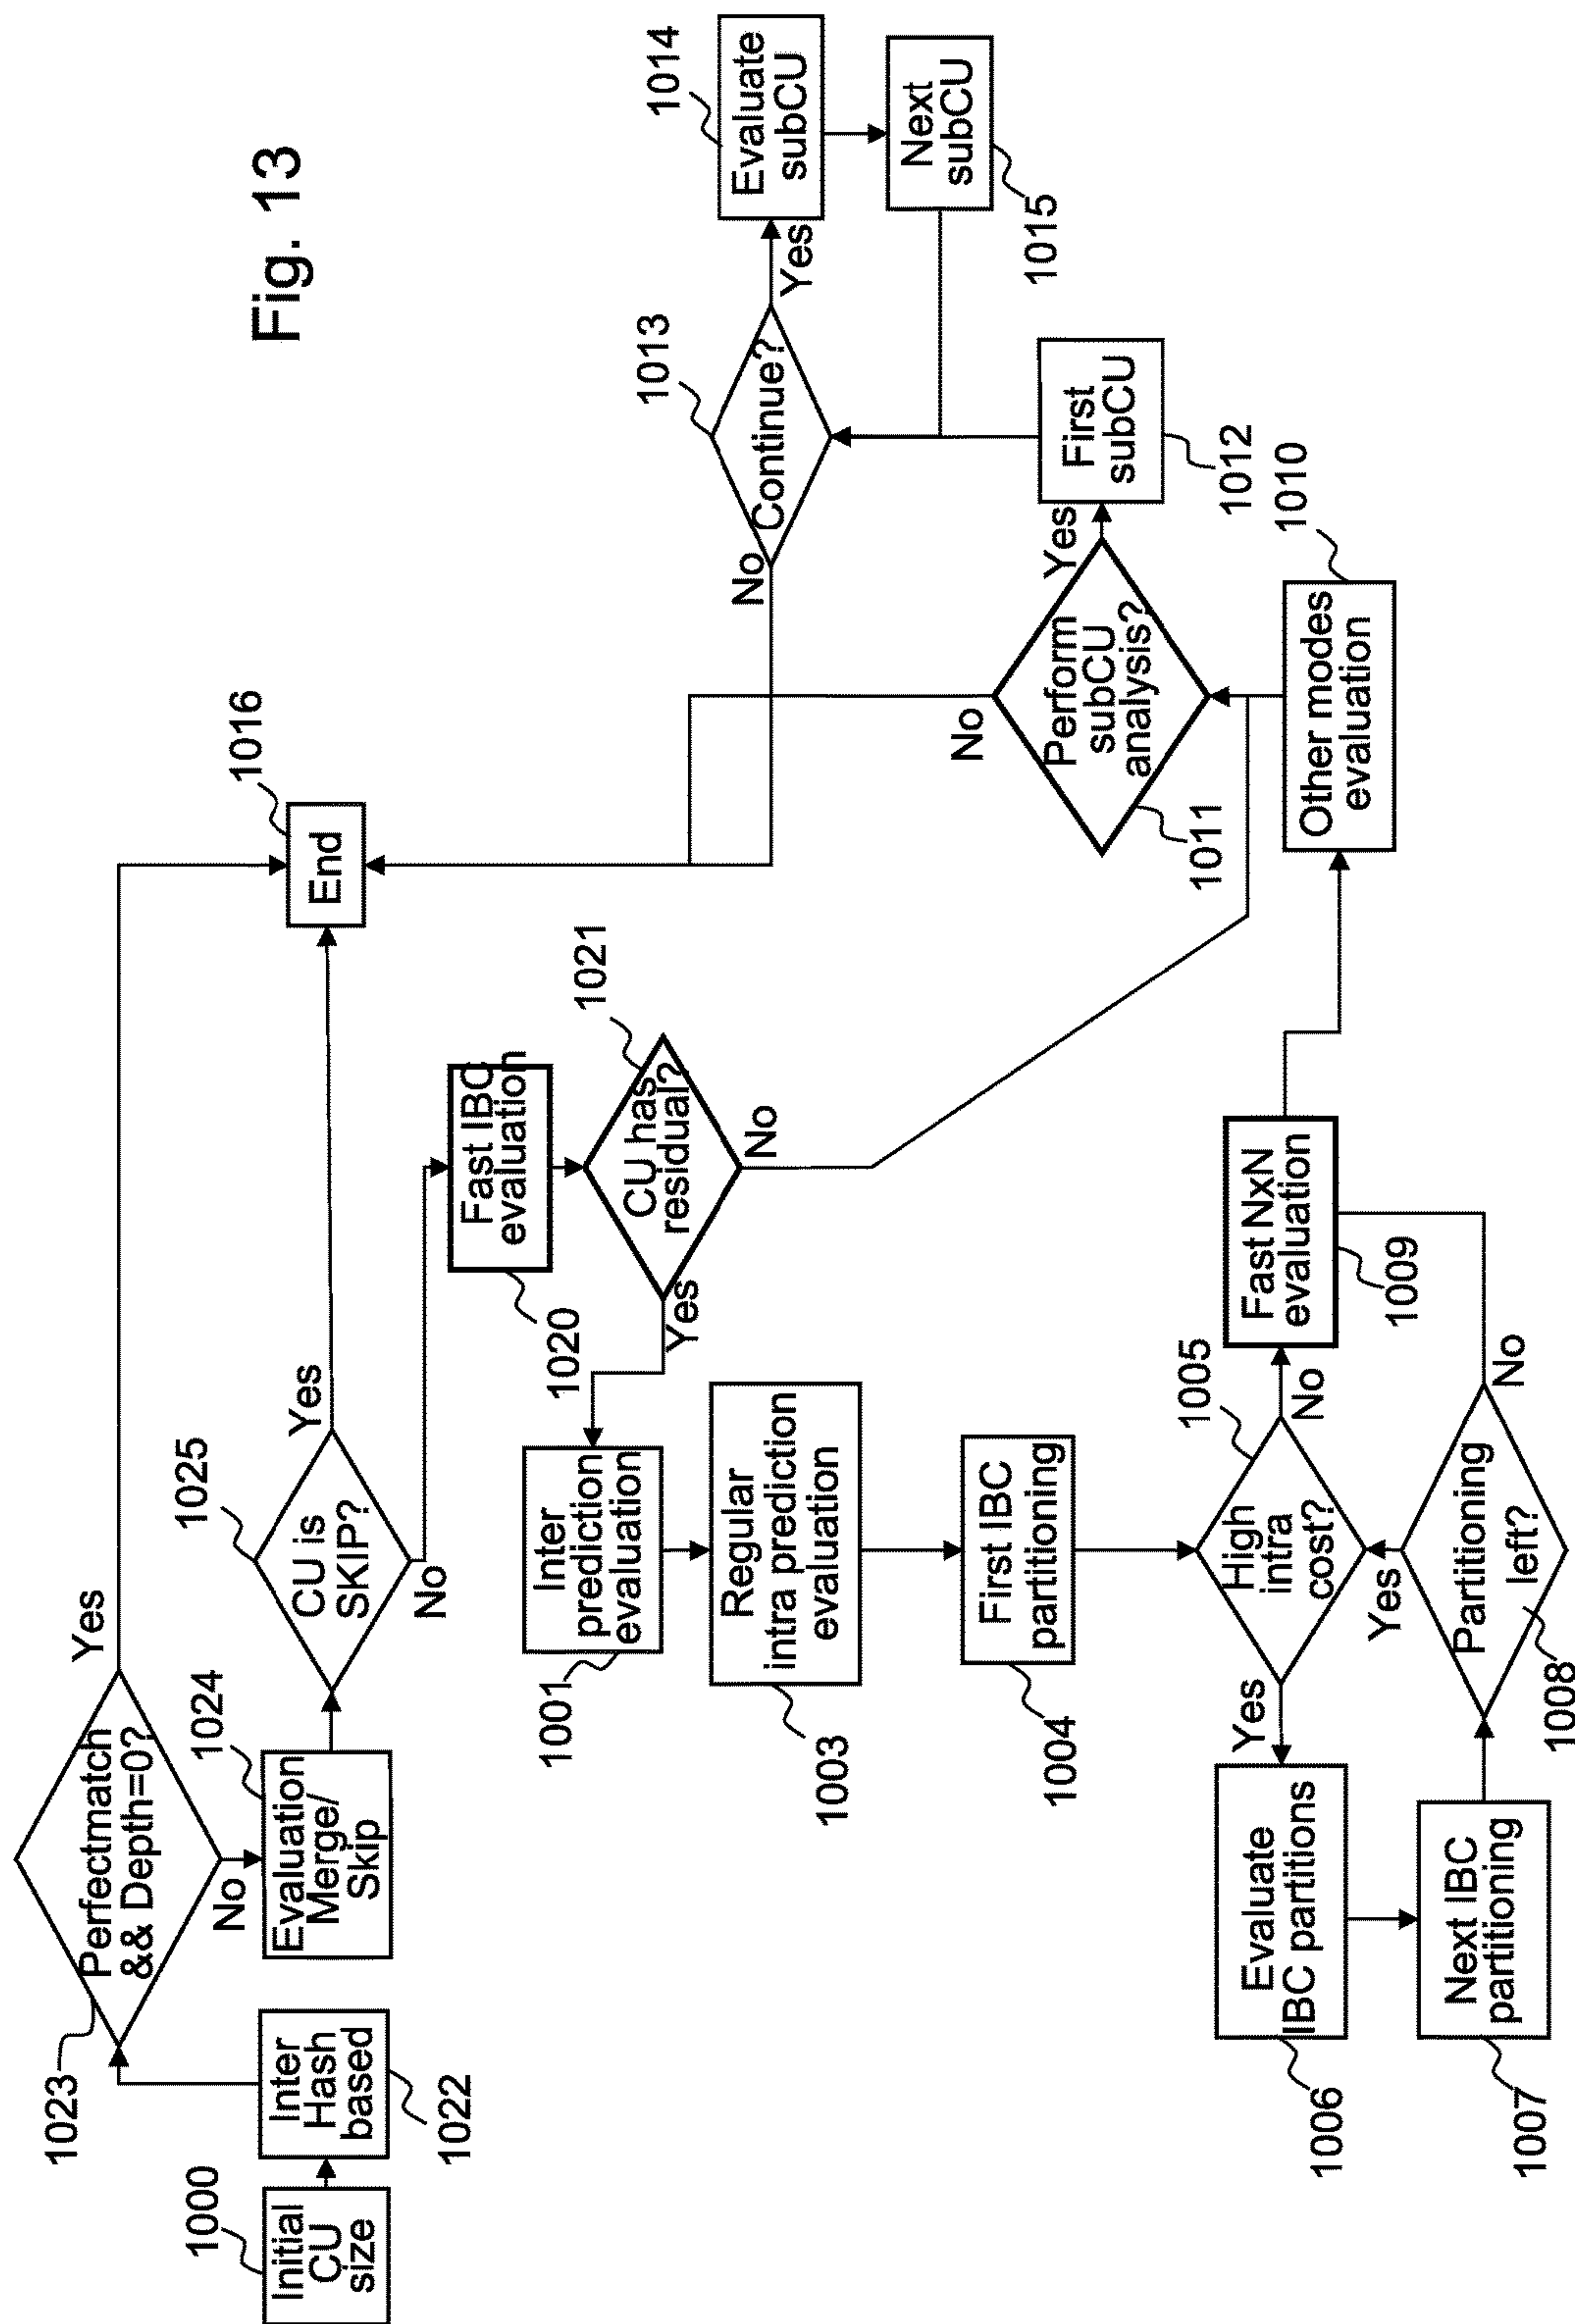 Fig. 13
1000
Initial
CU
size
Inter
Hash
based
1022
1023
Perfectmatch
&& Depth=0?
Yes
No
1024
Evaluation
Merge/
Skip
1025
CU is
SKIP?
Yes
No
1016
End
Fast IBC
evaluation
1020
1021
CU has
residual?
Yes
No
Inter
prediction
evaluation
1001
Regular
intra prediction
evaluation
1003
First IBC
partitioning
1004
1005
High
intra
cost?
Yes
No
Evaluate
IBC partitions
1006
Next IBC
partitioning
1007
Partitioning
left?
1008
Yes
No
Fast NxN
evaluation
1009
Other modes
evaluation
1010
Perform
subCU
analysis?
1011
No
Yes
First
subCU
1012
1013
Continue?
No
Yes
1014
Evaluate
subCU
Next
subCU
1015